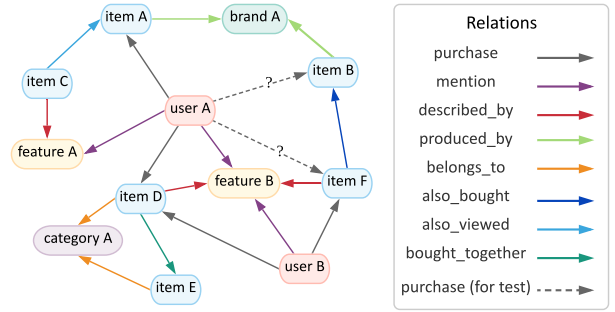 item A
brand A
Relations
purchase
item B
item C
?
mention
user A
described_by
produced_by
feature A
?
belongs_to
feature B
item F
item D
also_bought
also_viewed
category A
bought_together
user B
item E
purchase (for test)